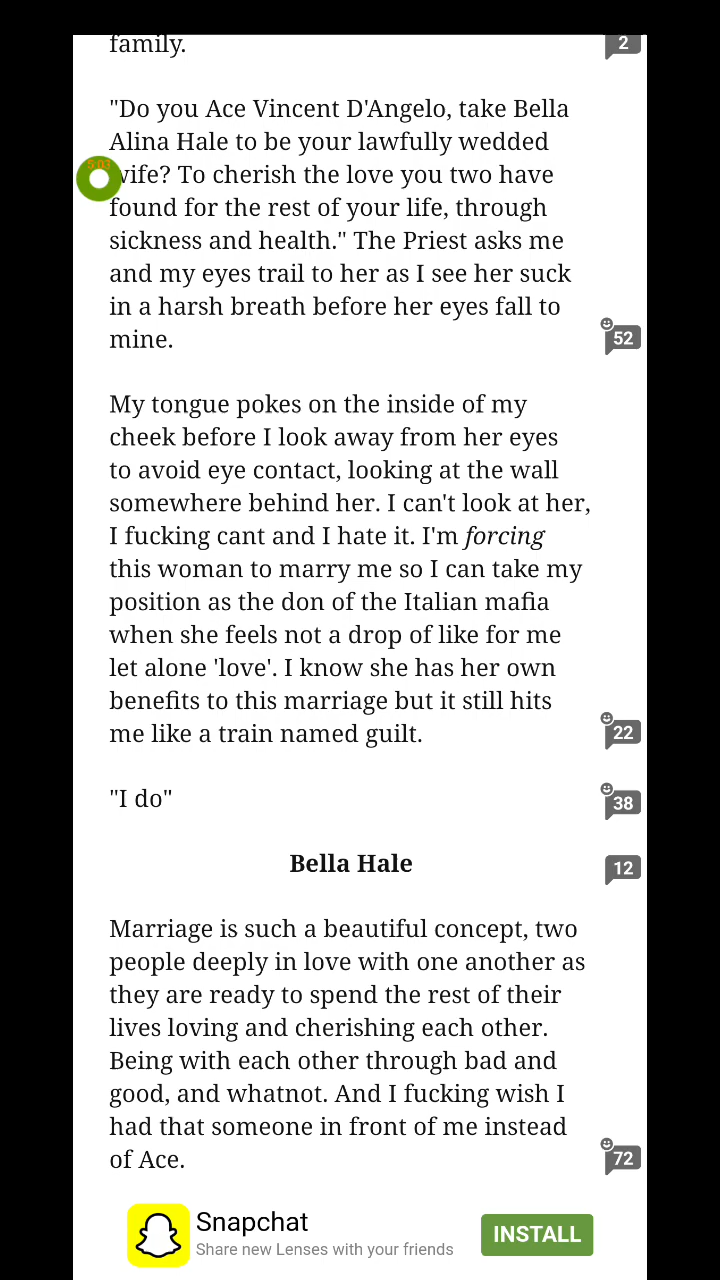 family.
2
"Do you Ace Vincent D'Angelo, take Bella
Alina Hale to be your lawfully wedded
5:03
wife? To cherish the love you two have
found for the rest of your life, through
sickness and health." The Priest asks me
and my eyes trail to her as I see her suck
in a harsh breath before her eyes fall to
mine.
52
My tongue pokes on the inside of my
cheek before I look away from her eyes
to avoid eye contact, looking at the wall
somewhere behind her. I can't look at her,
I fucking cant and I hate it. I'm forcing
this woman to marry me so I can take my
position as the don of the Italian mafia
when she feels not a drop of like for me
let alone 'love'. I know she has her own
benefits to this marriage but it still hits
me like a train named guilt.
22
"I do"
38
Bella Hale
12
Marriage is such a beautiful concept, two
people deeply in love with one another as
they are ready to spend the rest of their
lives loving and cherishing each other.
Being with each other through bad and
good, and whatnot. And I fucking wish I
had that someone in front of me instead
of Ace.
72
Snapchat
Share new Lenses with your friends
INSTALL